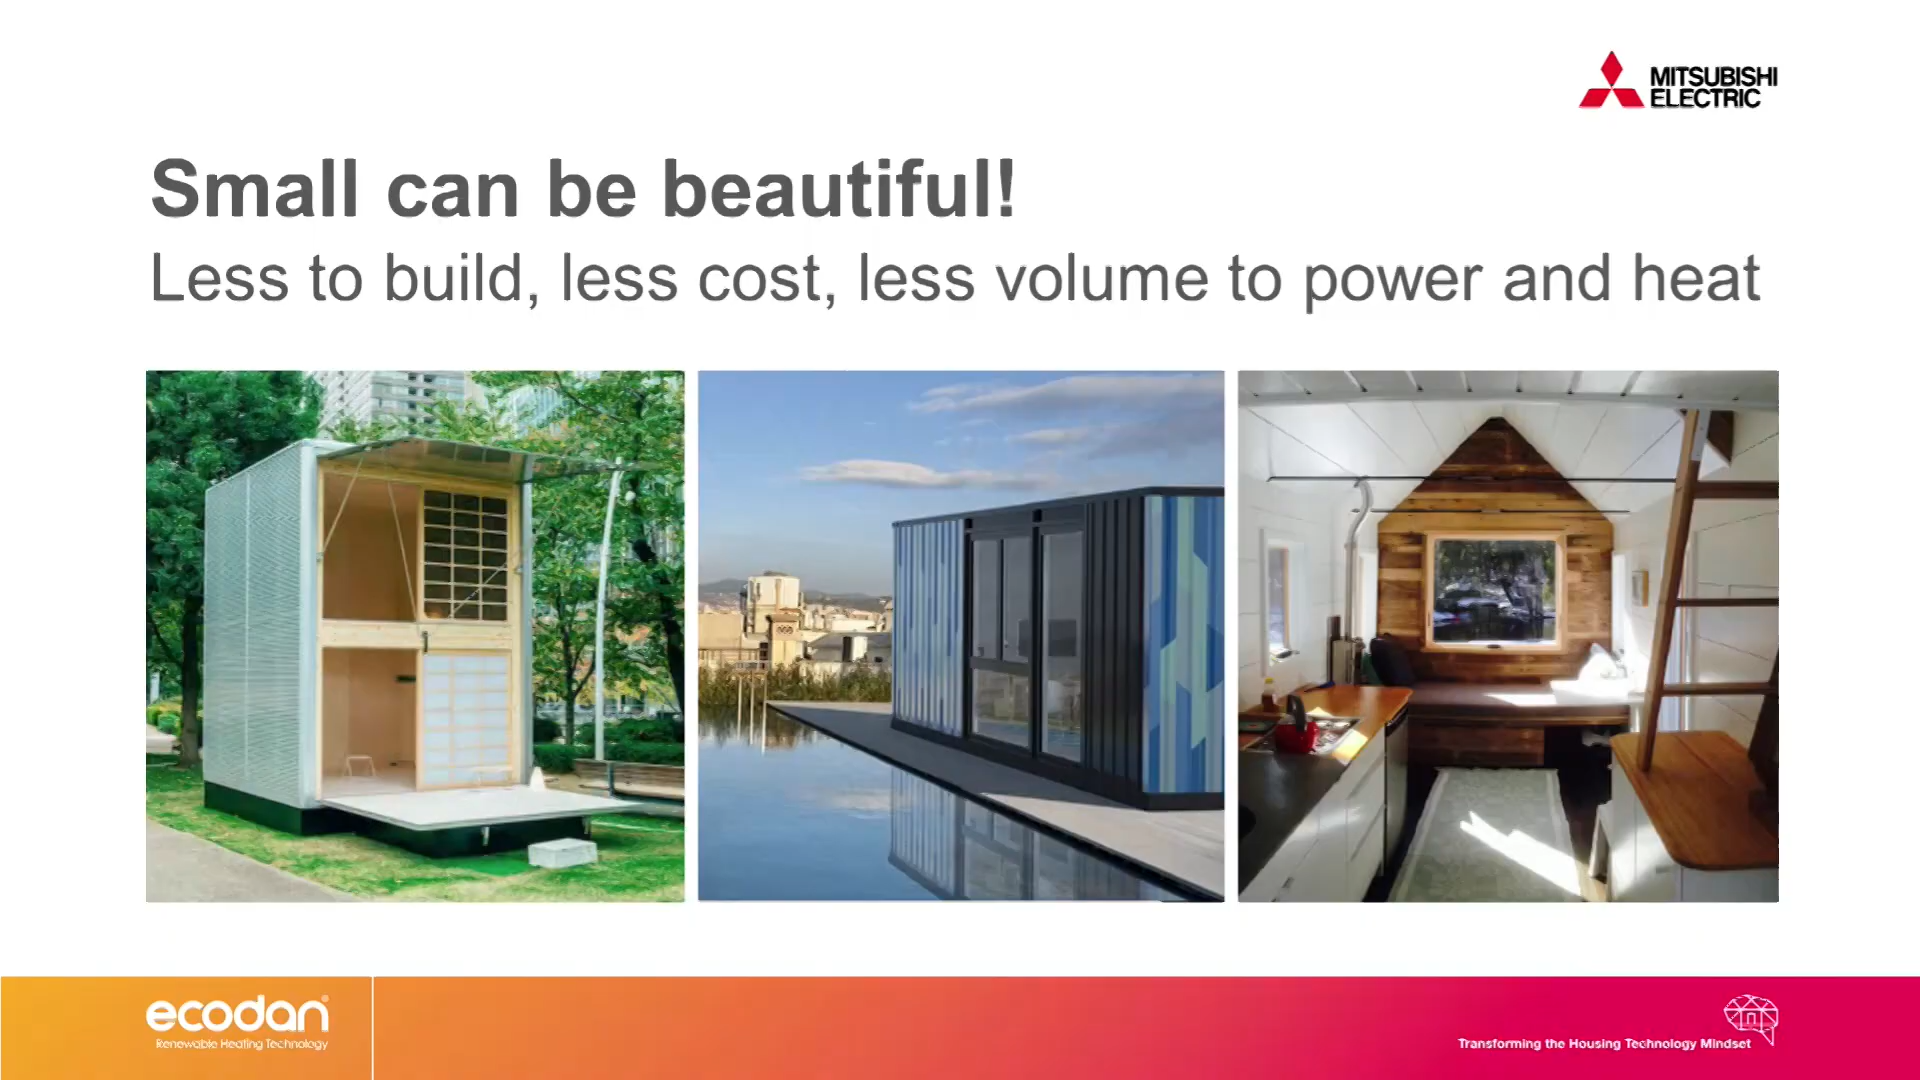 MITSUBISHI
ELECTRIC
Small can be beautiful!
Less to build, less cost, less volume to power and heat
ecodan®
Renewable Heating Technology
Transforming the Housing Technology Mindset